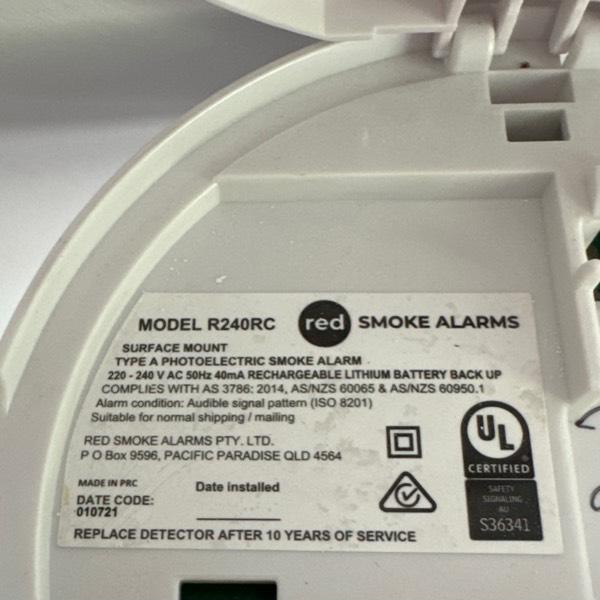 MODEL R240RC red SMOKE ALARMS
SURFACE MOUNT
TYPE A PHOTOELECTRIC SMOKE ALARM
220 - 240 V AC 50Hz 40mA RECHARGEABLE LITHIUM BATTERY BACK UP
COMPLIES WITH AS 3786: 2014, AS/NZS 60065 & AS/NZS 60950.1
Alarm condition: Audible signal pattern (ISO 8201)
Suitable for normal shipping / mailing
RED SMOKE ALARMS PTY. LTD.
P O Box 9596, PACIFIC PARADISE QLD 4564
UL
CERTIFIED
SAFETY
SIGNALING
AU
S36341
MADE IN PRC
DATE CODE:
010721
Date installed
REPLACE DETECTOR AFTER 10 YEARS OF SERVICE